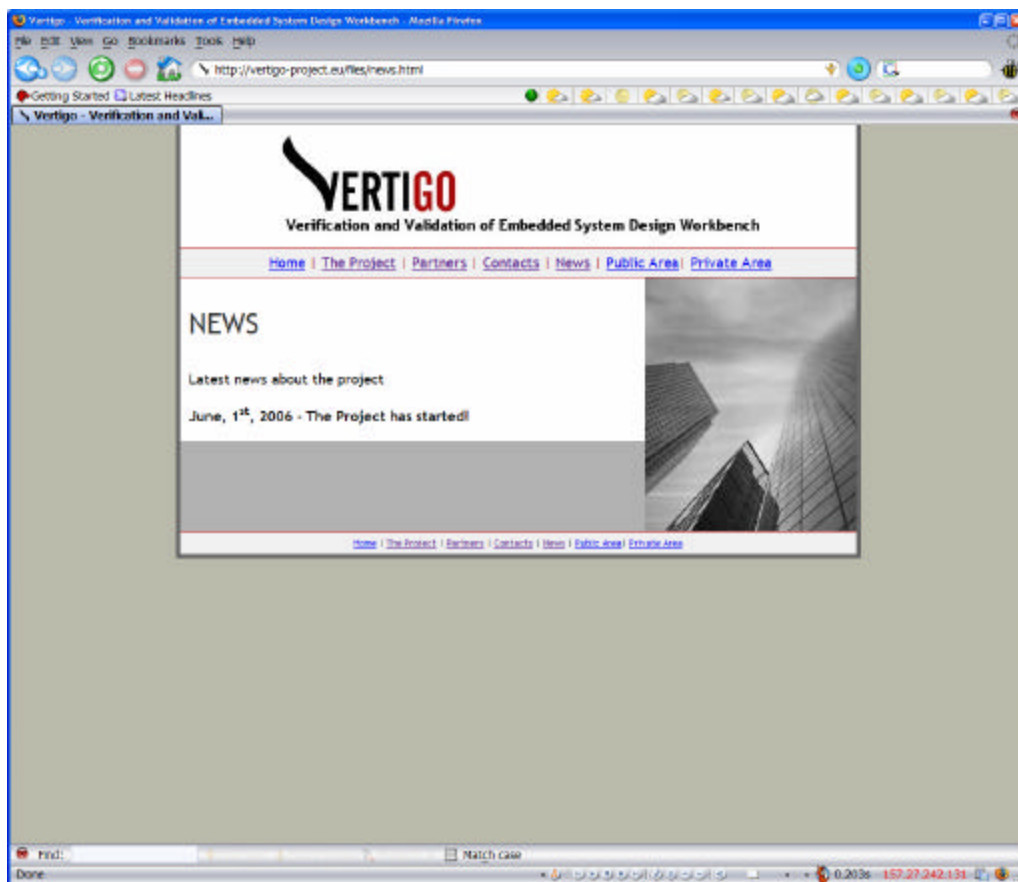 Vertigo - Verification and Validation of Embedded System Design Workbench - Mozilla Firefox
File Edit View Go Bookmarks Tools Help
http://vertigo-project.eu/files/news.html
Getting Started Latest Headlines
Vertigo - Verification and Vali...
VERTIGO
Verification and Validation of Embedded System Design Workbench
Home | The Project | Partners | Contacts | News | Public Area | Private Area
NEWS
Latest news about the project
June, 1st, 2006 - The Project has started!
Home | The Project | Partners | Contacts | News | Public Area | Private Area
Find: Match case
Done 0.203s 157.27.242.131